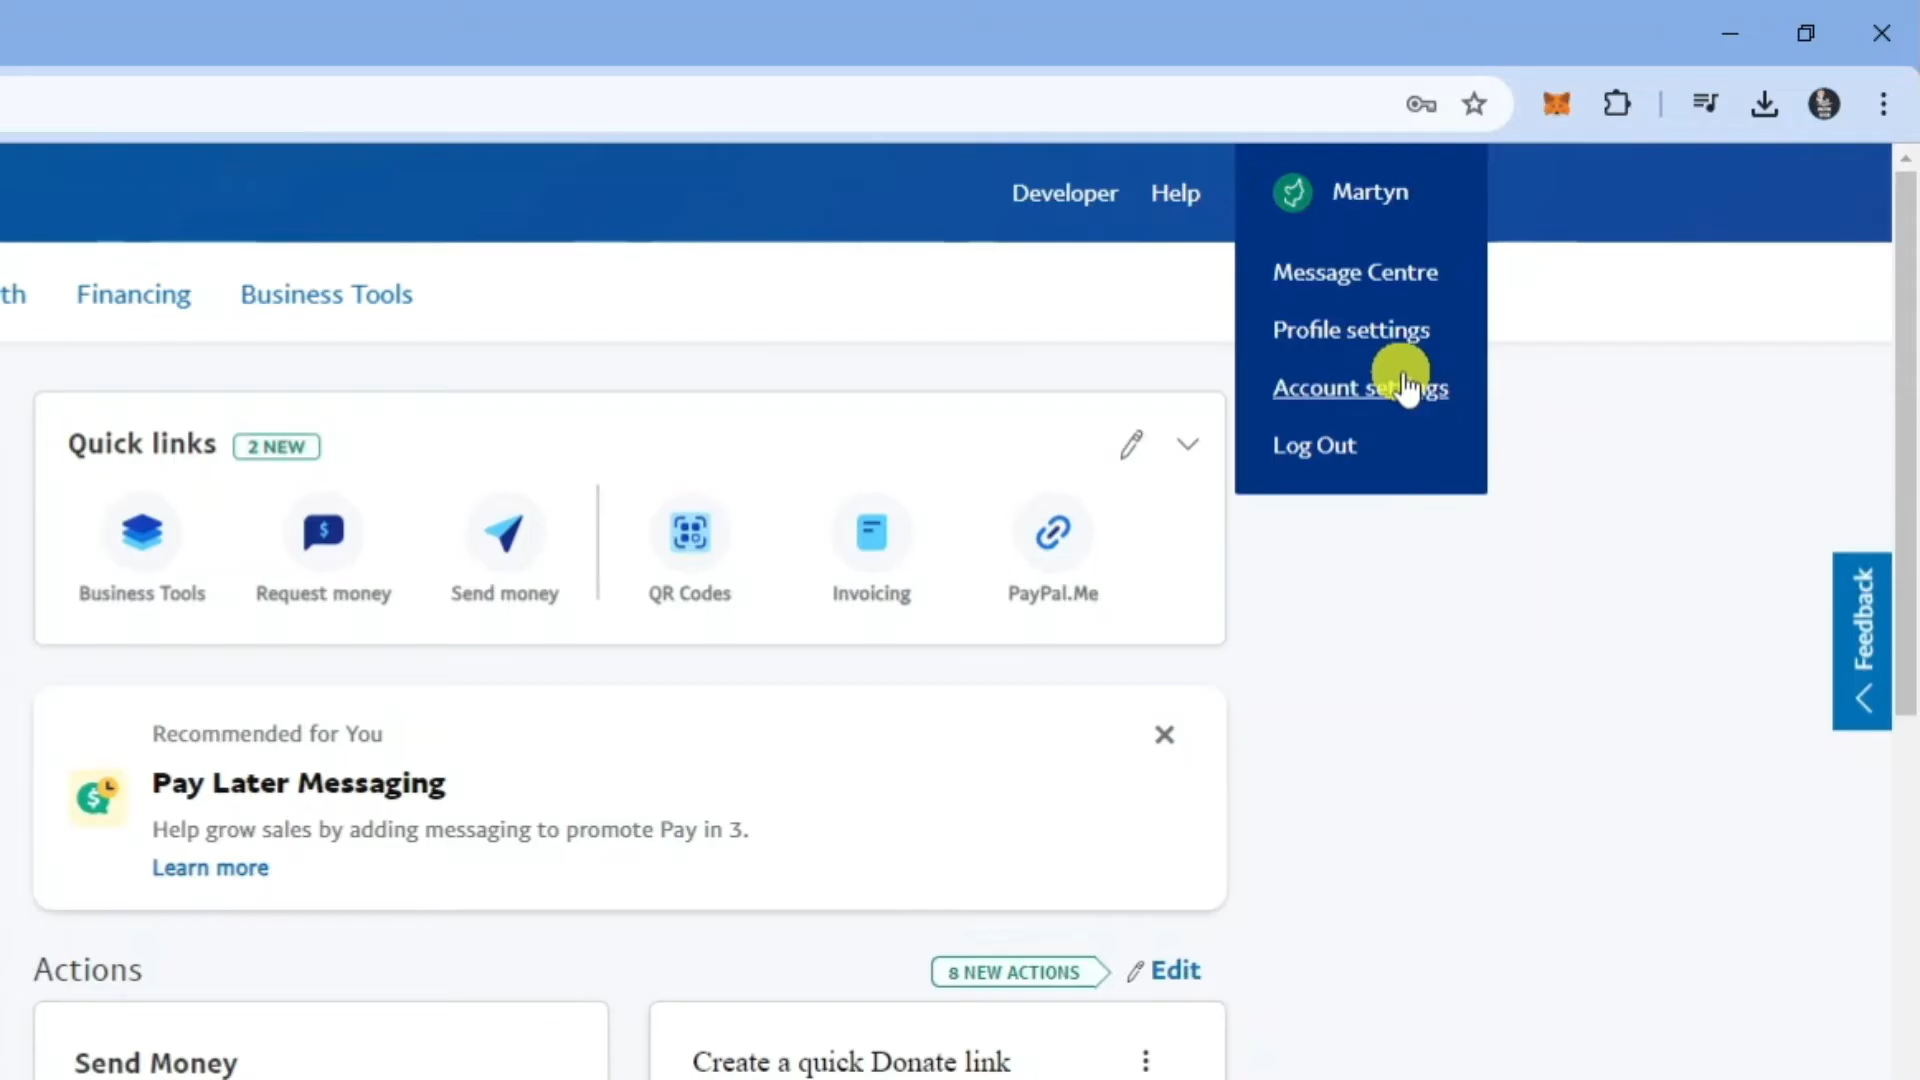 Developer Help Martyn
Message Centre
Profile settings
Account settings
Log Out
th Financing Business Tools
Quick links 2 NEW
Business Tools Request money Send money QR Codes Invoicing PayPal.Me
Feedback
Recommended for You
Pay Later Messaging
Help grow sales by adding messaging to promote Pay in 3.
Learn more
Actions 8 NEW ACTIONS Edit
Send Money Create a quick Donate link